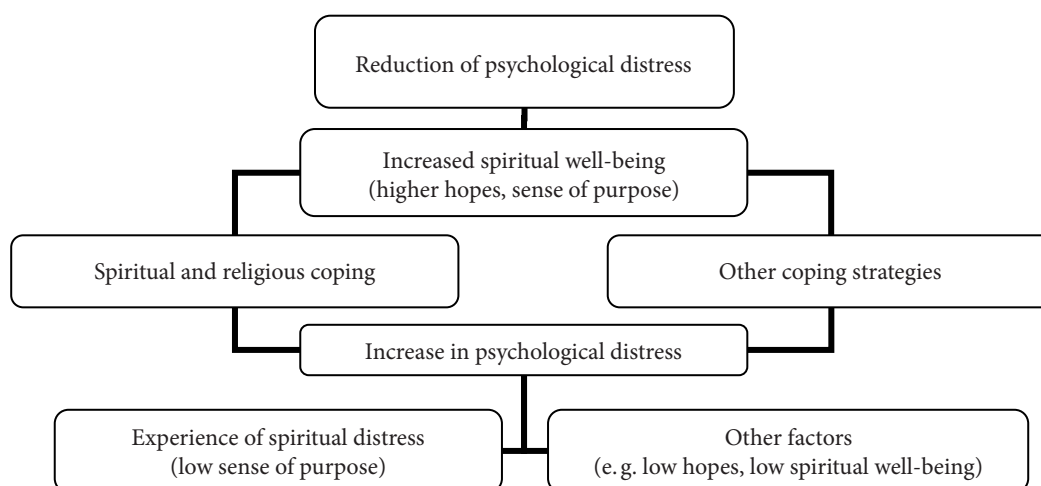 Reduction of psychological distress
Increased spiritual well-being
(higher hopes, sense of purpose)
Spiritual and religious coping
Other coping strategies
Increase in psychological distress
Experience of spiritual distress
(low sense of purpose)
Other factors
(e. g. low hopes, low spiritual well-being)